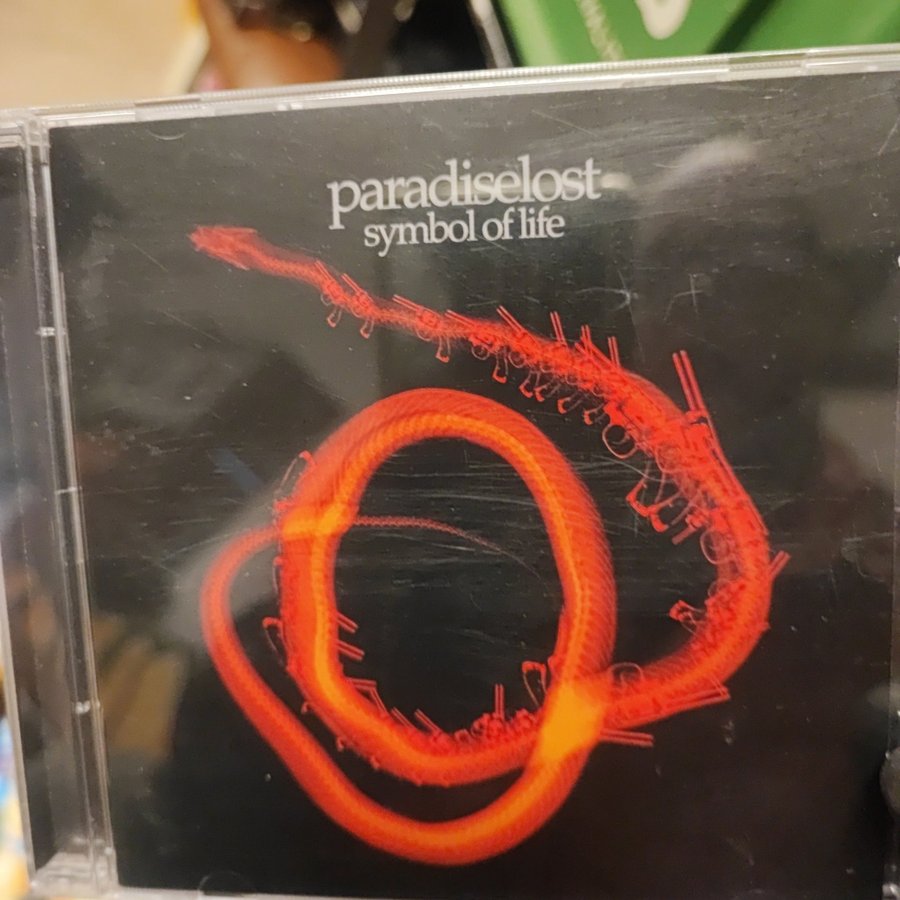 paradiselost
symbol of life